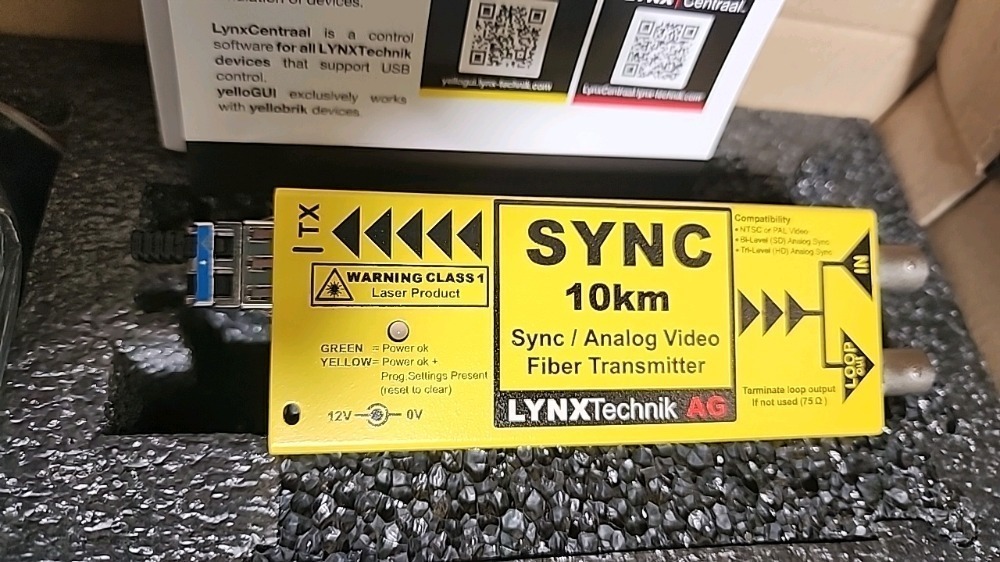 of devices.
LynxCentraal is a control
software for all LYNXTechnik
devices that support USB
control.
yelloGUI exclusively works
with yellobrik devices
yellogui.lynx-technik.com
Centraal
LynxCentraal.lynx-technik.com
TX
WARNING CLASS 1
Laser Product
GREEN = Power ok
YELLOW= Power ok +
Prog.Settings Present
(reset to clear)
12V 0V
SYNC
10km
Sync / Analog Video
Fiber Transmitter
LYNXTechnik AG
Compatibility
• NTSC or PAL Video
• Bi-Level (SD) Analog Sync
• Tri-Level (HD) Analog Sync
IN
LOOP
OUT
Terminate loop output
If not used (75 Ω)